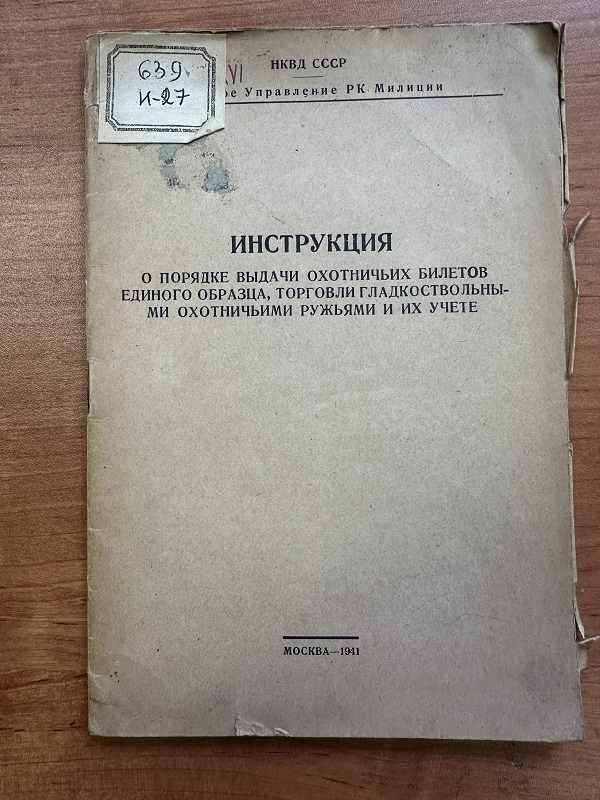 639
И-27
XVI
НКВД СССР
Управление РК Милиции
ИНСТРУКЦИЯ
О ПОРЯДКЕ ВЫДАЧИ ОХОТНИЧЬИХ БИЛЕТОВ
ЕДИНОГО ОБРАЗЦА, ТОРГОВЛИ ГЛАДКОСТВОЛЬНЫ-
МИ ОХОТНИЧЬИМИ РУЖЬЯМИ И ИХ УЧЕТЕ
МОСКВА—1941